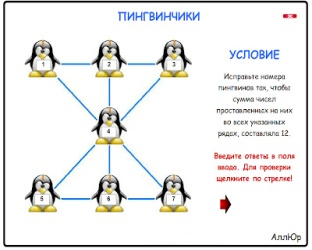 ПИНГВИНЧИКИ
УСЛОВИЕ
Исправьте номера
пингвинов так, чтобы
сумма чисел
проставленных на них
во всех указанных
рядах, составляла 12.
Введите ответы в поля
ввода. Для проверки
щелкните по стрелке!
1 2 3
4
5 6 7
АллЮр